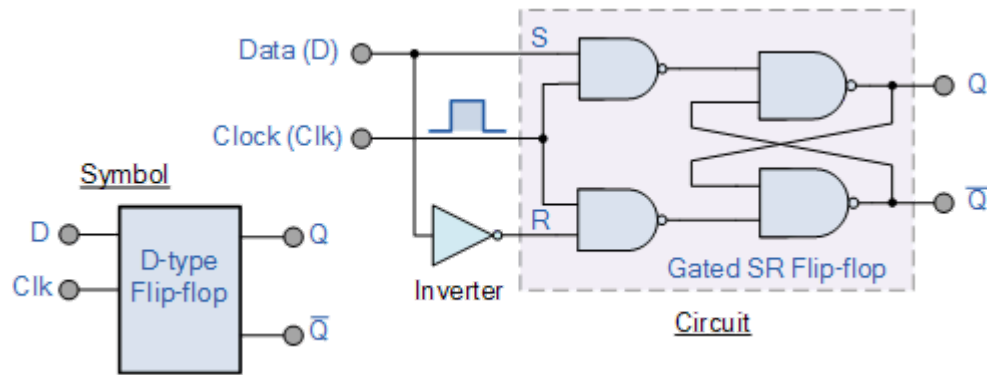 Data (D)
S
Q
Clock (Clk)
Symbol
R
Q̅
D
Q
D-type
Flip-flop
Clk
Inverter
Gated SR Flip-flop
Q̅
Circuit